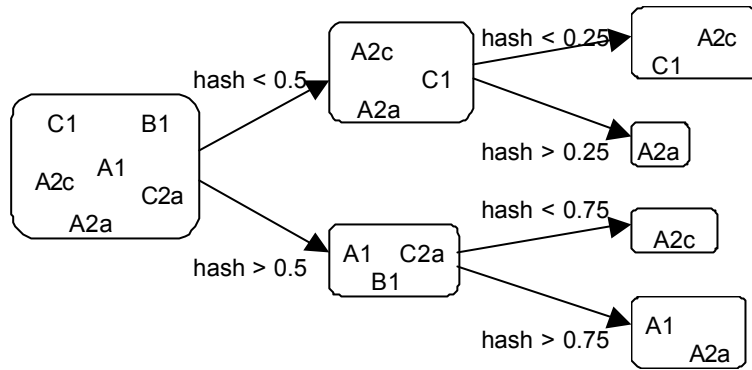 C1 B1
A1
A2c
C2a
A2a
hash < 0.5
hash > 0.5
A2c
C1
A2a
A1 C2a
B1
hash < 0.25
hash > 0.25
hash < 0.75
hash > 0.75
A2c
C1
A2a
A2c
A1
A2a